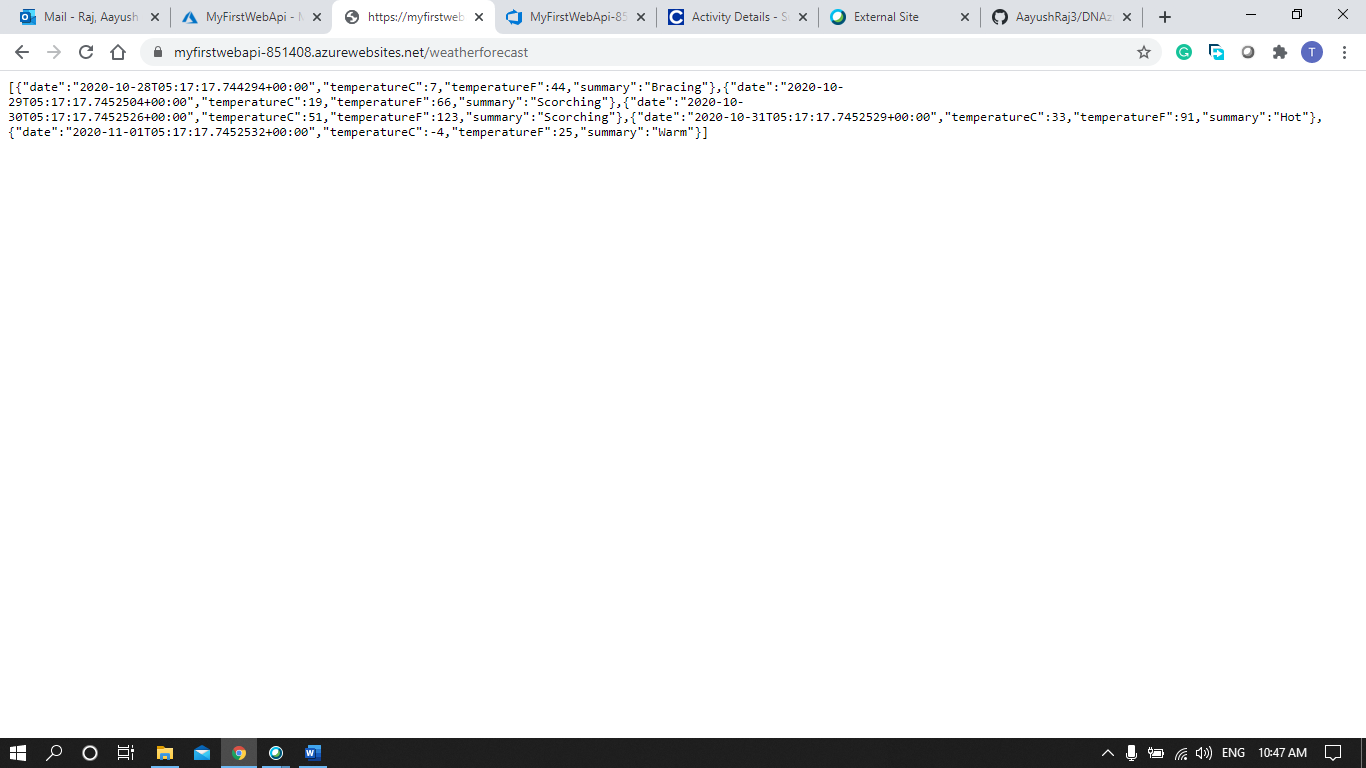 Mail - Raj, Aayush
MyFirstWebApi - M
https://myfirstweb
MyFirstWebApi-85
Activity Details - S
External Site
AayushRaj3/DNAz
myfirstwebapi-851408.azurewebsites.net/weatherforecast
T
[{"date":"2020-10-28T05:17:17.744294+00:00","temperatureC":7,"temperatureF":44,"summary":"Bracing"},{"date":"2020-10-
29T05:17:17.7452504+00:00","temperatureC":19,"temperatureF":66,"summary":"Scorching"},{"date":"2020-10-
30T05:17:17.7452526+00:00","temperatureC":51,"temperatureF":123,"summary":"Scorching"},{"date":"2020-10-31T05:17:17.7452529+00:00","temperatureC":33,"temperatureF":91,"summary":"Hot"},
{"date":"2020-11-01T05:17:17.7452532+00:00","temperatureC":-4,"temperatureF":25,"summary":"Warm"}]
ENG
10:47 AM